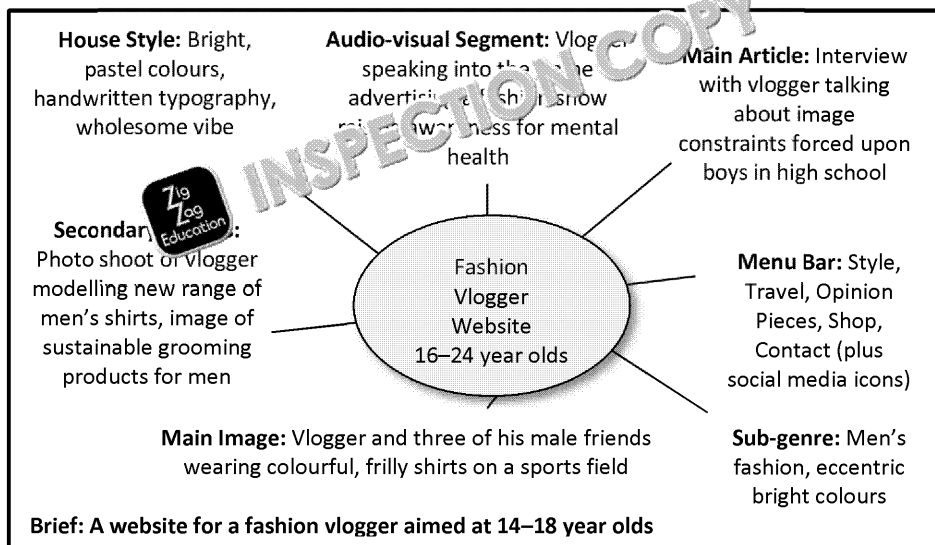 House Style: Bright,
pastel colours,
handwritten typography,
wholesome vibe
Audio-visual Segment: Vlogger
speaking into the
health
Main Article: Interview
with vlogger talking
about image
constraints forced upon
boys in high school
INSPECTION COPY
Zig
Zag
Education
Secondary
Photo shoot of vlogger
modelling new range of
men's shirts, image of
sustainable grooming
products for men
Fashion
Vlogger
Website
16–24 year olds
Menu Bar: Style,
Travel, Opinion
Pieces, Shop,
Contact (plus
social media icons)
Main Image: Vlogger and three of his male friends
wearing colourful, frilly shirts on a sports field
Sub-genre: Men's
fashion, eccentric
bright colours
Brief: A website for a fashion vlogger aimed at 14–18 year olds